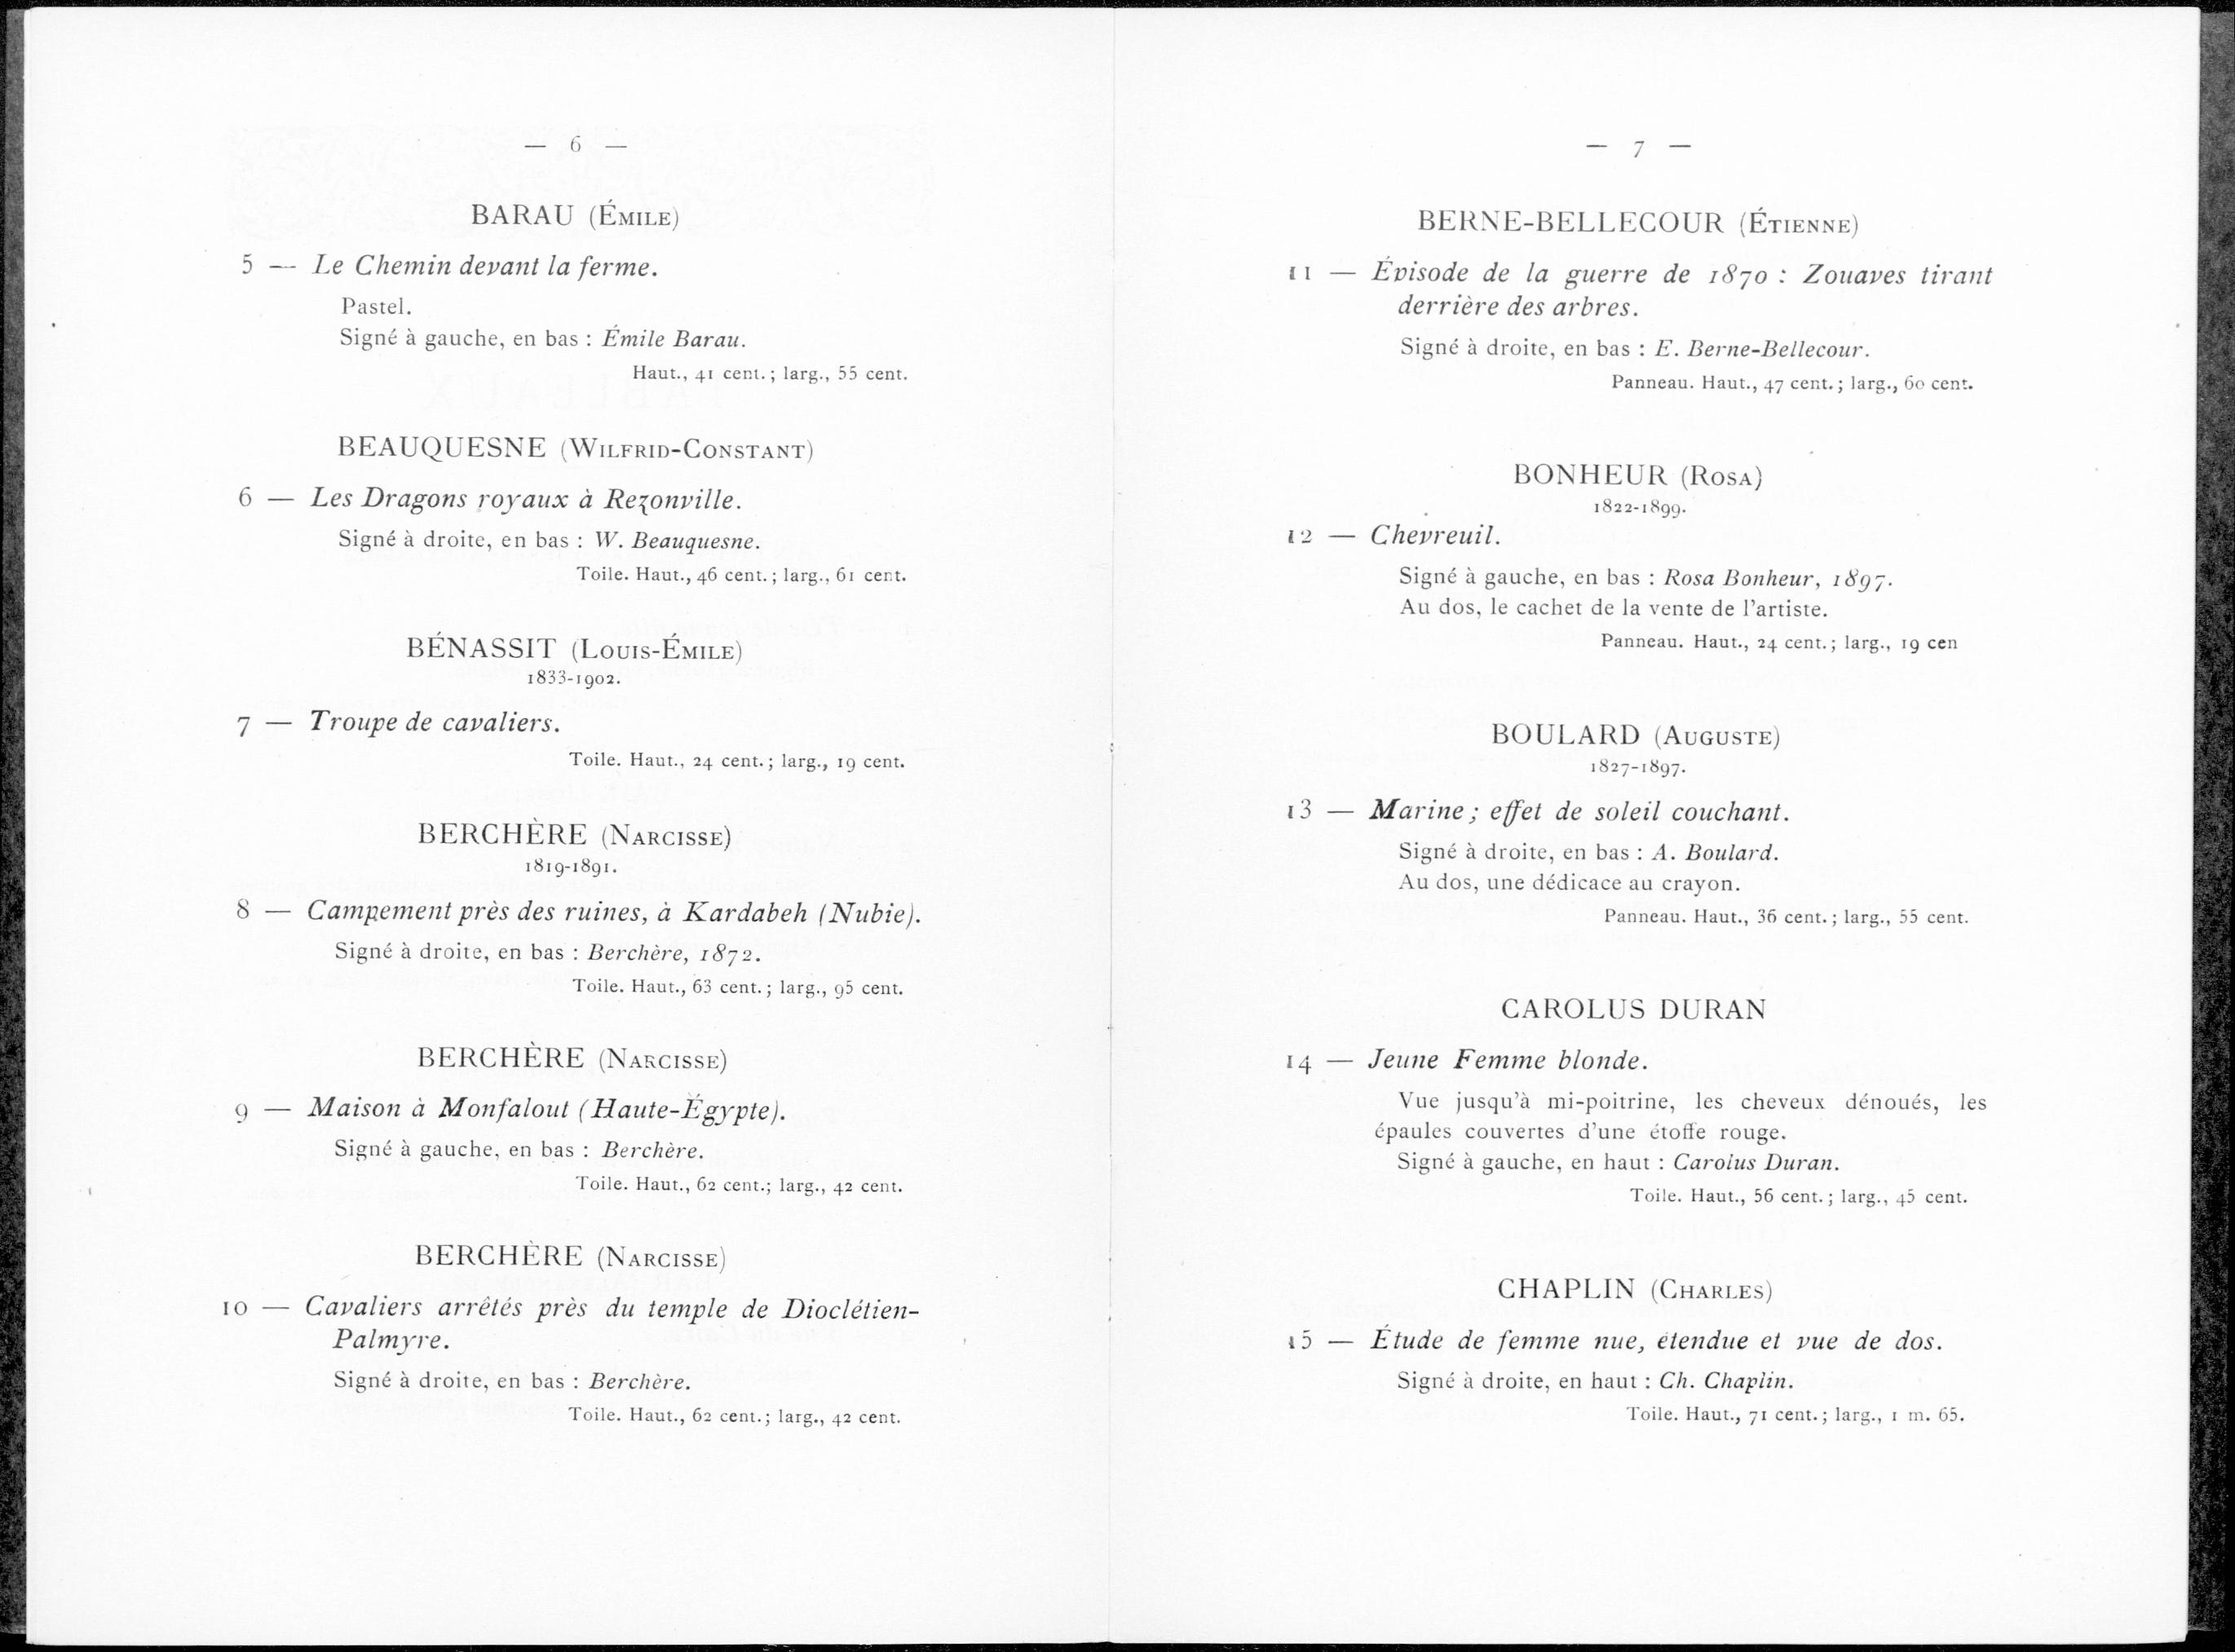 — 6 —
BARAU (ÉMILE)
5 — Le Chemin devant la ferme.
Pastel.
Signé à gauche, en bas : Émile Barau.
Haut., 41 cent. ; larg., 55 cent.
BEAUQUESNE (WILFRID-CONSTANT)
6 — Les Dragons royaux à Rezonville.
Signé à droite, en bas : W. Beauquesne.
Toile. Haut., 46 cent. ; larg., 61 cent.
BÉNASSIT (LOUIS-ÉMILE)
1833-1902.
7 — Troupe de cavaliers.
Toile. Haut., 24 cent. ; larg., 19 cent.
BERCHÈRE (NARCISSE)
1819-1891.
8 — Campement près des ruines, à Kardabeh (Nubie).
Signé à droite, en bas : Berchère, 1872.
Toile. Haut., 63 cent. ; larg., 95 cent.
BERCHÈRE (NARCISSE)
9 — Maison à Monfalout (Haute-Égypte).
Signé à gauche, en bas : Berchère.
Toile. Haut., 62 cent.; larg., 42 cent.
BERCHÈRE (NARCISSE)
10 — Cavaliers arrêtés près du temple de Dioclétien-
Palmyre.
Signé à droite, en bas : Berchère.
Toile. Haut., 62 cent.; larg., 42 cent.
— 7 —
BERNE-BELLECOUR (ÉTIENNE)
11 — Épisode de la guerre de 1870 : Zouaves tirant
derrière des arbres.
Signé à droite, en bas : E. Berne-Bellecour.
Panneau. Haut., 47 cent. ; larg., 60 cent.
BONHEUR (ROSA)
1822-1899.
12 — Chevreuil.
Signé à gauche, en bas : Rosa Bonheur, 1897.
Au dos, le cachet de la vente de l'artiste.
Panneau. Haut., 24 cent. ; larg., 19 cen
BOULARD (AUGUSTE)
1827-1897.
13 — Marine ; effet de soleil couchant.
Signé à droite, en bas : A. Boulard.
Au dos, une dédicace au crayon.
Panneau. Haut., 36 cent. ; larg., 55 cent.
CAROLUS DURAN
14 — Jeune Femme blonde.
Vue jusqu'à mi-poitrine, les cheveux dénoués, les
épaules couvertes d'une étoffe rouge.
Signé à gauche, en haut : Carolus Duran.
Toile. Haut., 56 cent. ; larg., 45 cent.
CHAPLIN (CHARLES)
15 — Étude de femme nue, étendue et vue de dos.
Signé à droite, en haut : Ch. Chaplin.
Toile. Haut., 71 cent. ; larg., 1 m. 65.